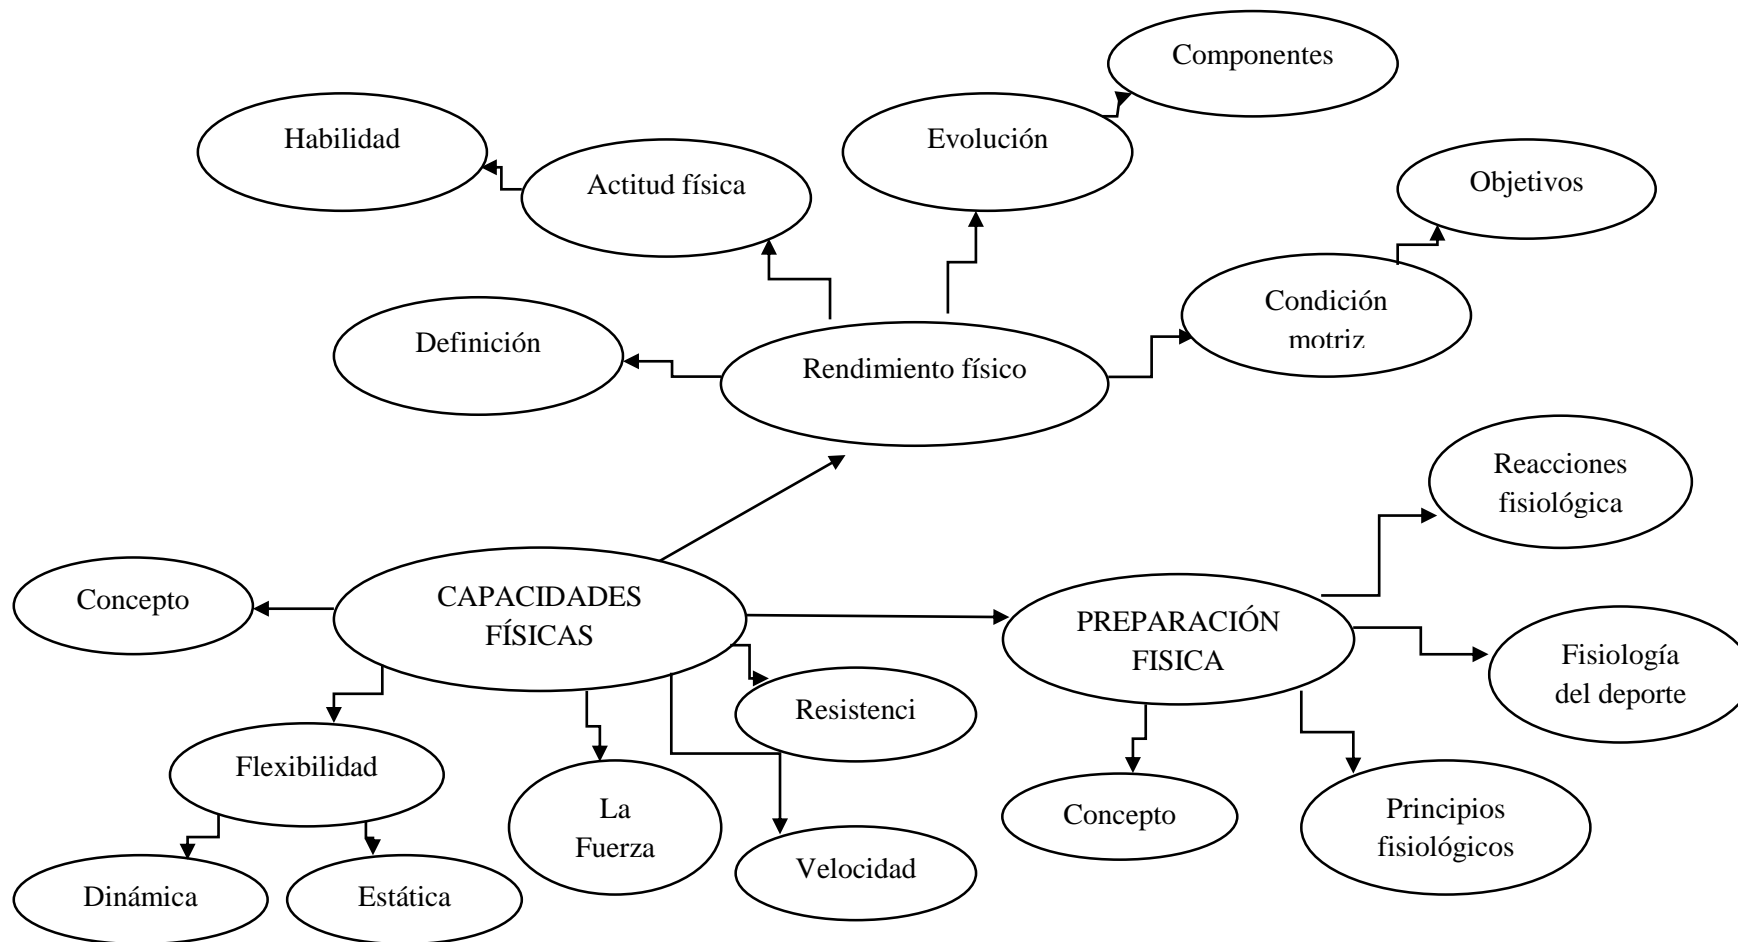 Componentes
Habilidad
Evolución
Actitud física
Objetivos
Definición
Rendimiento físico
Condición
motriz
Reacciones
fisiológica
Concepto
CAPACIDADES
FÍSICAS
PREPARACIÓN
FISICA
Fisiología
del deporte
Resistenci
Flexibilidad
La
Fuerza
Concepto
Principios
fisiológicos
Velocidad
Dinámica
Estática